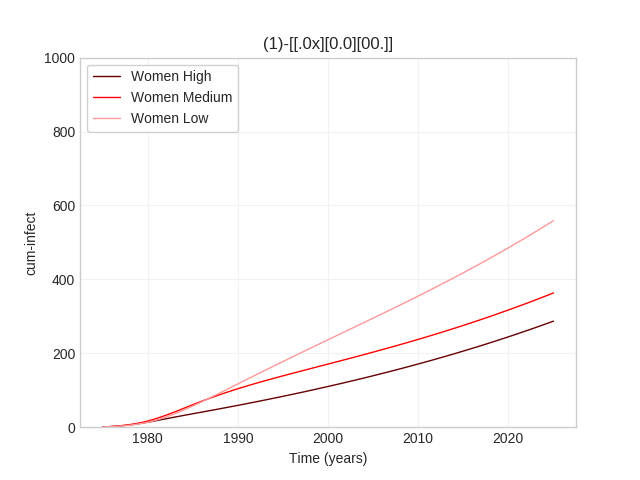 (1)-[[.0x][0.0][00.]]
1000
800
600
400
200
0
cum-infect
Women High
Women Medium
Women Low
1980
1990
2000
2010
2020
Time (years)